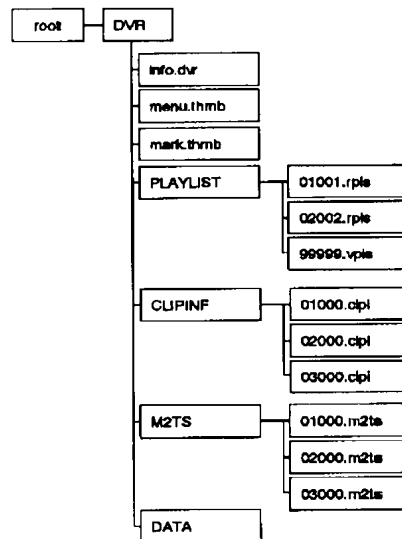 root DVR
info.dvr
menu.thmb
mark.thmb
PLAYLIST 01001.rpls
02002.rpls
99999.vpls
CLIPINF 01000.clpi
02000.clpi
03000.clpi
M2TS 01000.m2ts
02000.m2ts
03000.m2ts
DATA